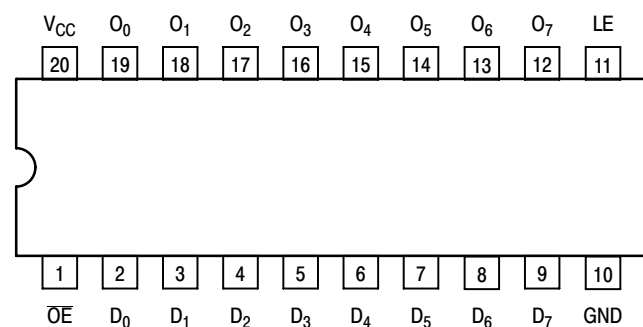 V_CC O₀ O₁ O₂ O₃ O₄ O₅ O₆ O₇ LE
20 19 18 17 16 15 14 13 12 11
1 2 3 4 5 6 7 8 9 10
O̅E̅ D₀ D₁ D₂ D₃ D₄ D₅ D₆ D₇ GND